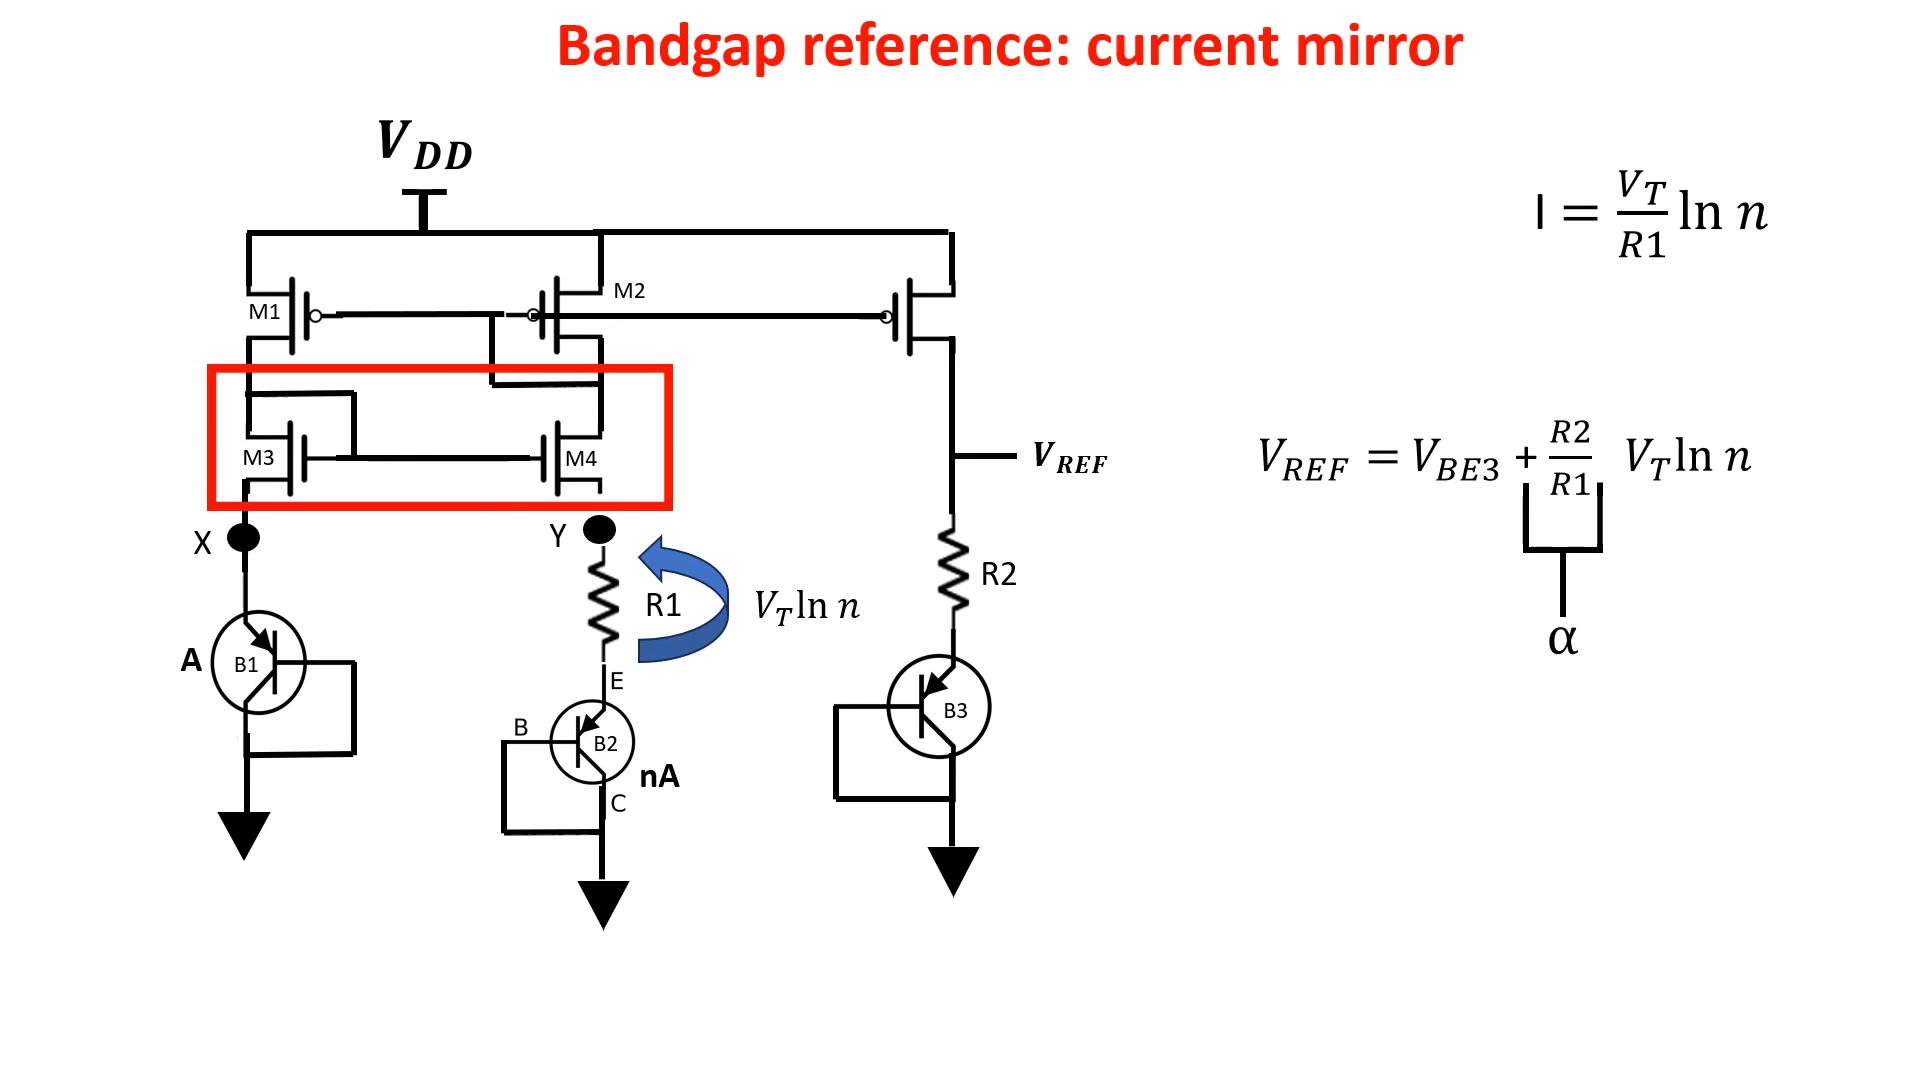 Bandgap reference: current mirror
V_DD
I = V_T/R1 ln n
M1
M2
M3
M4
V_REF
V_REF = V_BE3 + R2/R1 V_T ln n
α
X
Y
R1
V_T ln n
R2
A
B1
E
B
B2
nA
C
B3